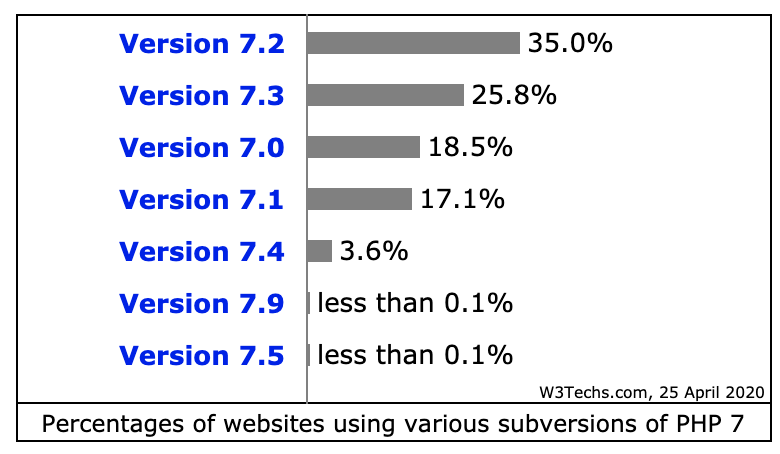 Version 7.2 35.0%
Version 7.3 25.8%
Version 7.0 18.5%
Version 7.1 17.1%
Version 7.4 3.6%
Version 7.9 less than 0.1%
Version 7.5 less than 0.1%
W3Techs.com, 25 April 2020
Percentages of websites using various subversions of PHP 7